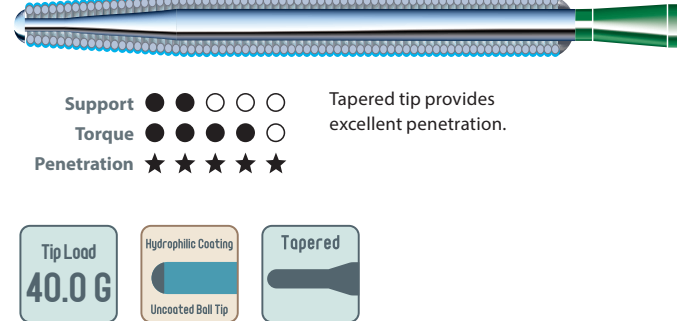 Support
Torque
Penetration
Tapered tip provides
excellent penetration.
Tip Load
40.0 G
Hydrophilic Coating
Uncoated Ball Tip
Tapered